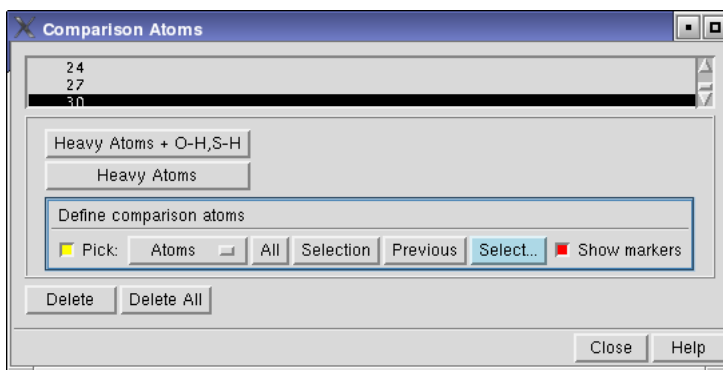 Comparison Atoms
24
27
30
Heavy Atoms + O-H,S-H
Heavy Atoms
Define comparison atoms
Pick: Atoms All Selection Previous Select... Show markers
Delete Delete All
Close Help